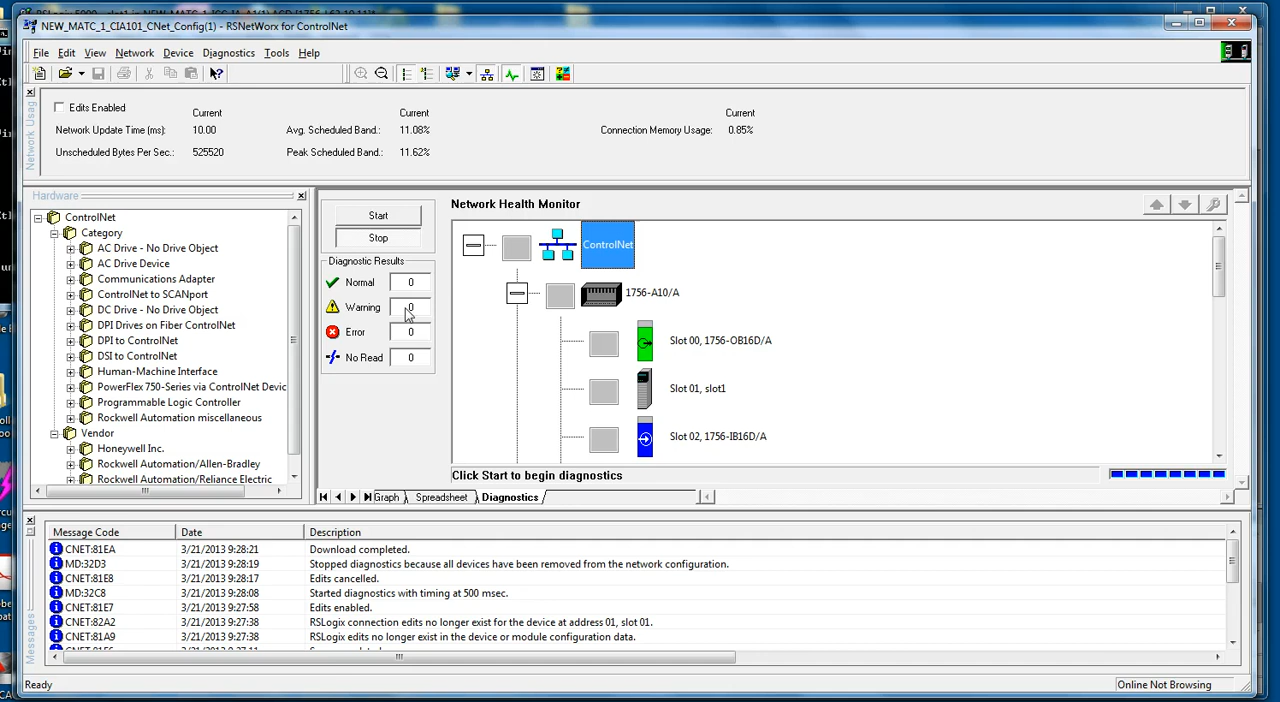 NEW_MATC_1_CIA101_CNet_Config(1) - RSNetWorx for ControlNet
File Edit View Network Device Diagnostics Tools Help
Edits Enabled
Current Current Current
Network Update Time (ms): 10.00 Avg. Scheduled Band.: 11.08% Connection Memory Usage.: 0.85%
Unscheduled Bytes Per Sec.: 525520 Peak Scheduled Band.: 11.62%
Network Usag
Hardware
ControlNet
Category
AC Drive - No Drive Object
AC Drive Device
Communications Adapter
ControlNet to SCANport
DC Drive - No Drive Object
DPI Drives on Fiber ControlNet
DPI to ControlNet
DSI to ControlNet
Human-Machine Interface
PowerFlex 750-Series via ControlNet Devic
Programmable Logic Controller
Rockwell Automation miscellaneous
Vendor
Honeywell Inc.
Rockwell Automation/Allen-Bradley
Rockwell Automation/Reliance Electric
Start
Stop
Diagnostic Results
Normal 0
Warning 0
Error 0
No Read 0
Network Health Monitor
ControlNet
1756-A10/A
Slot 00, 1756-OB16D/A
Slot 01, slot1
Slot 02, 1756-IB16D/A
Click Start to begin diagnostics
Graph Spreadsheet Diagnostics
Message Code Date Description
CNET:81EA 3/21/2013 9:28:21 Download completed.
MD:32D3 3/21/2013 9:28:19 Stopped diagnostics because all devices have been removed from the network configuration.
CNET:81E8 3/21/2013 9:28:17 Edits cancelled.
MD:32C8 3/21/2013 9:28:08 Started diagnostics with timing at 500 msec.
CNET:81E7 3/21/2013 9:27:58 Edits enabled.
CNET:82A2 3/21/2013 9:27:38 RSLogix connection edits no longer exist for the device at address 01, slot 01.
CNET:81A9 3/21/2013 9:27:38 RSLogix edits no longer exist in the device or module configuration data.
Messages
Ready Online Not Browsing